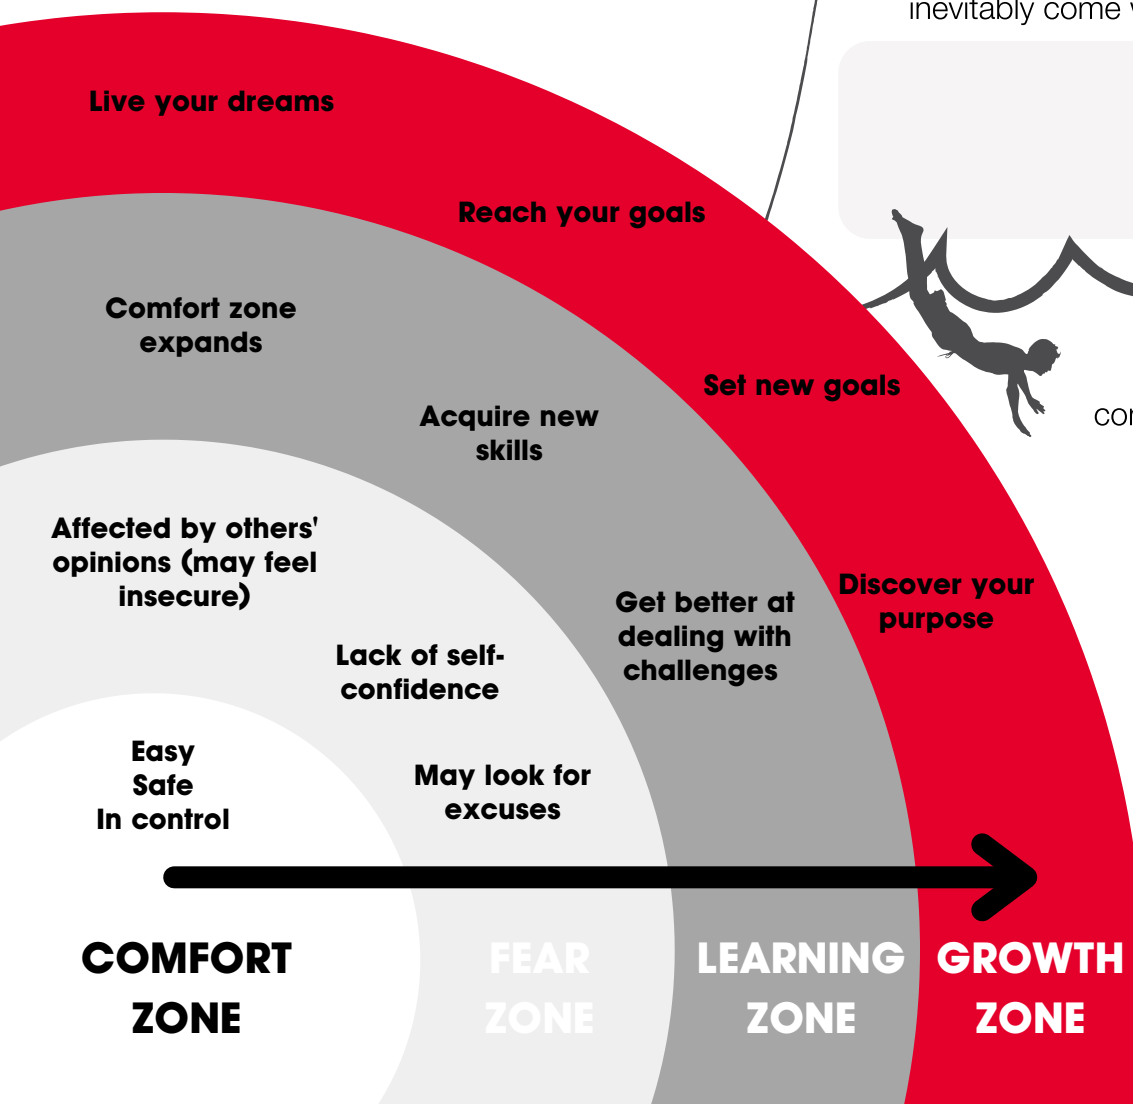 inevitably come
Live your dreams
Reach your goals
Comfort zone
expands
Set new goals
Acquire new
skills
Affected by others'
opinions (may feel
insecure)
Discover your
purpose
Get better at
dealing with
challenges
Lack of self-
confidence
Easy
Safe
In control
May look for
excuses
COMFORT
ZONE
FEAR
ZONE
LEARNING
ZONE
GROWTH
ZONE